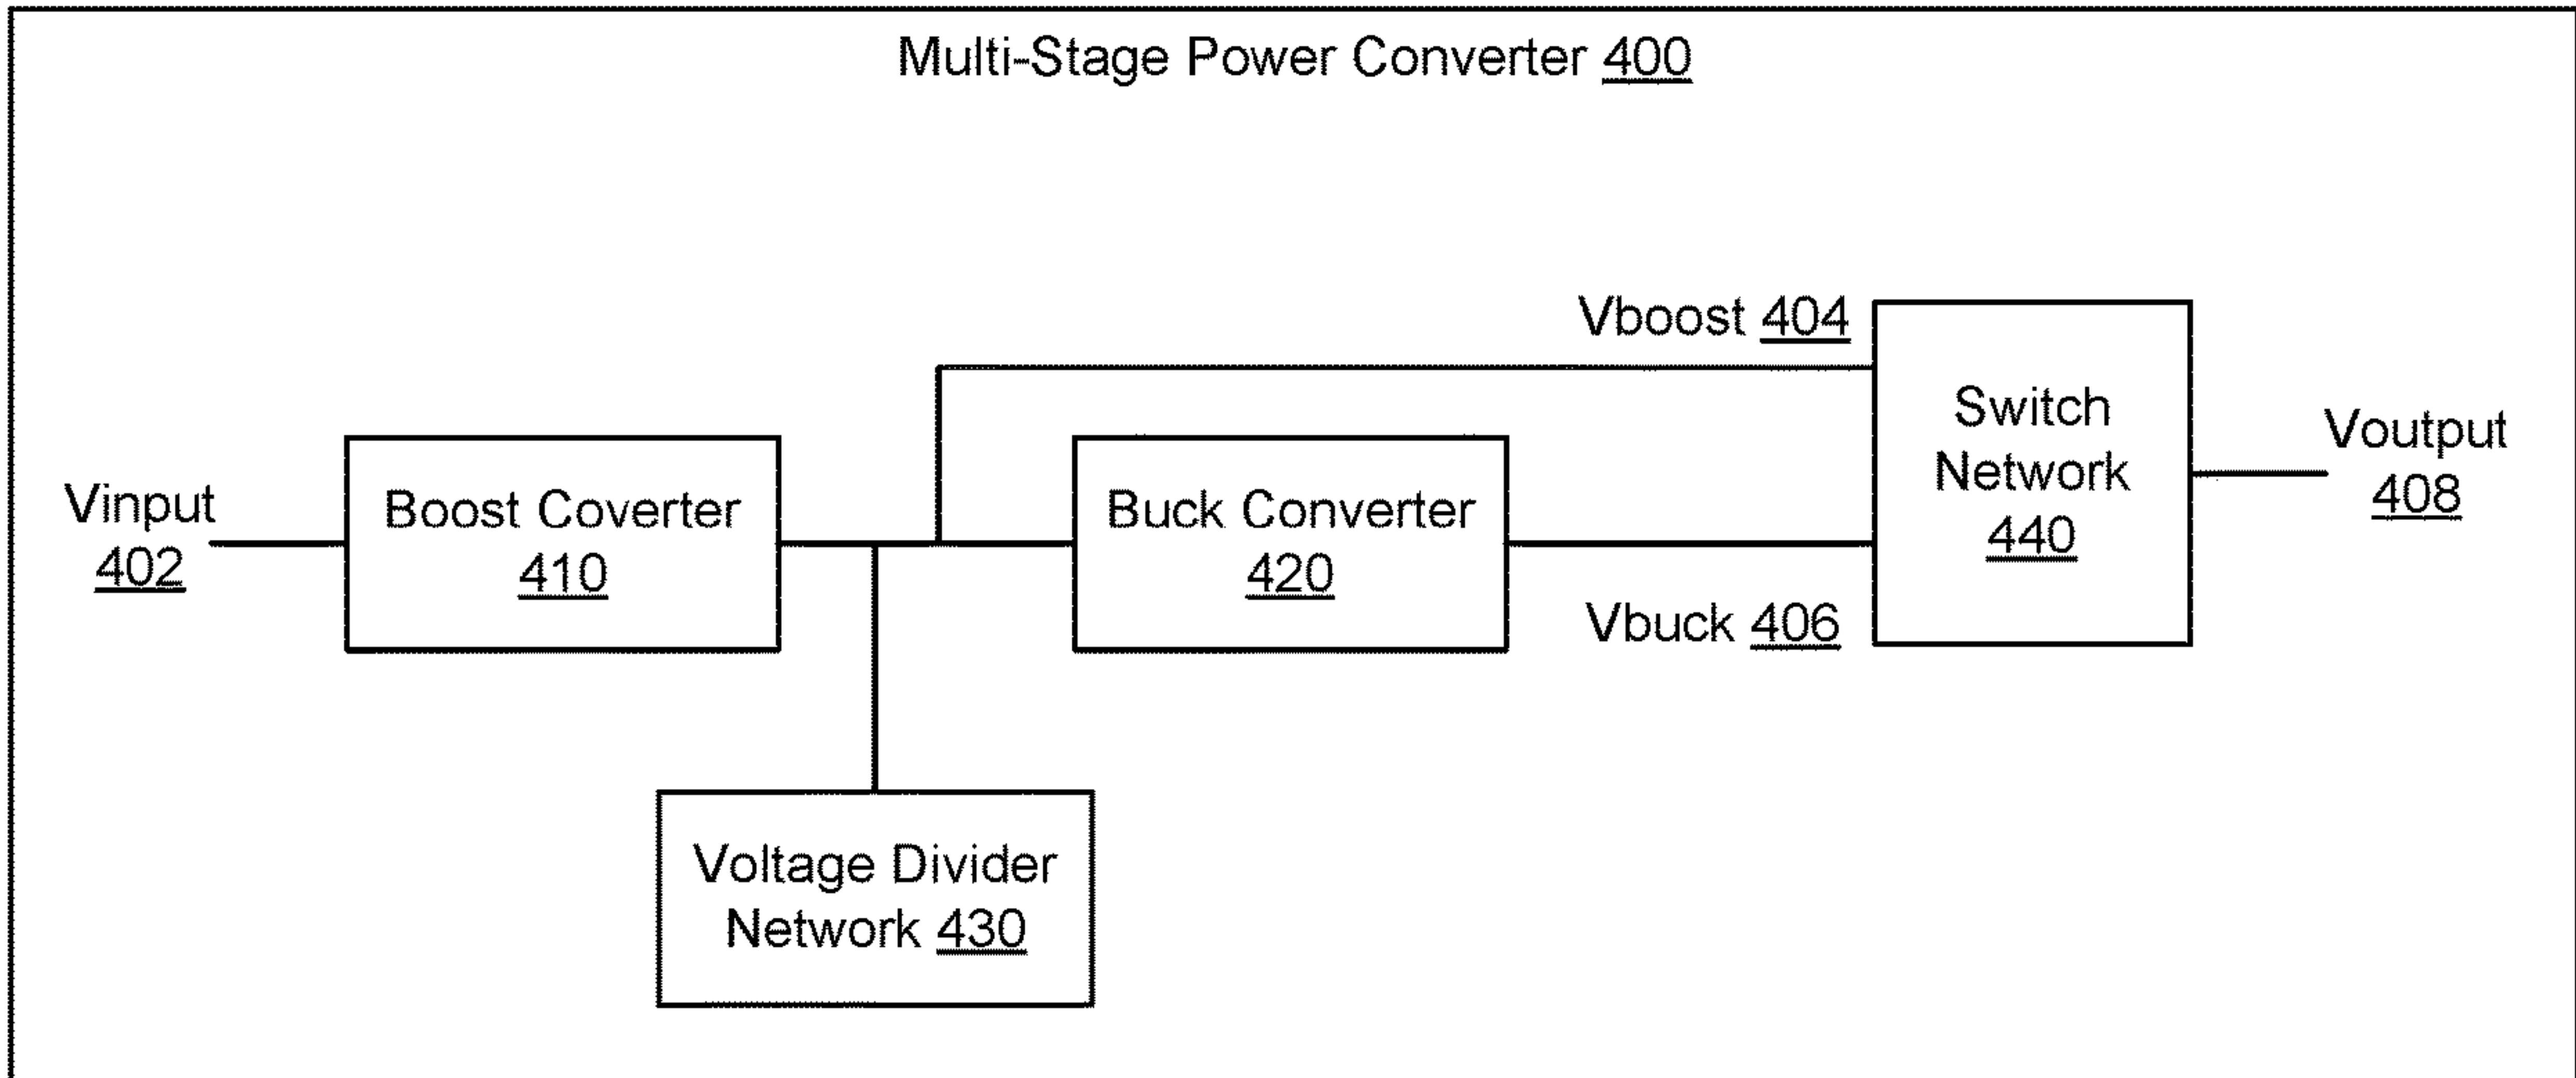 Multi-Stage Power Converter 400
Vboost 404
Switch
Network
440
Voutput
408
Vinput
402
Boost Coverter
410
Buck Converter
420
Vbuck 406
Voltage Divider
Network 430